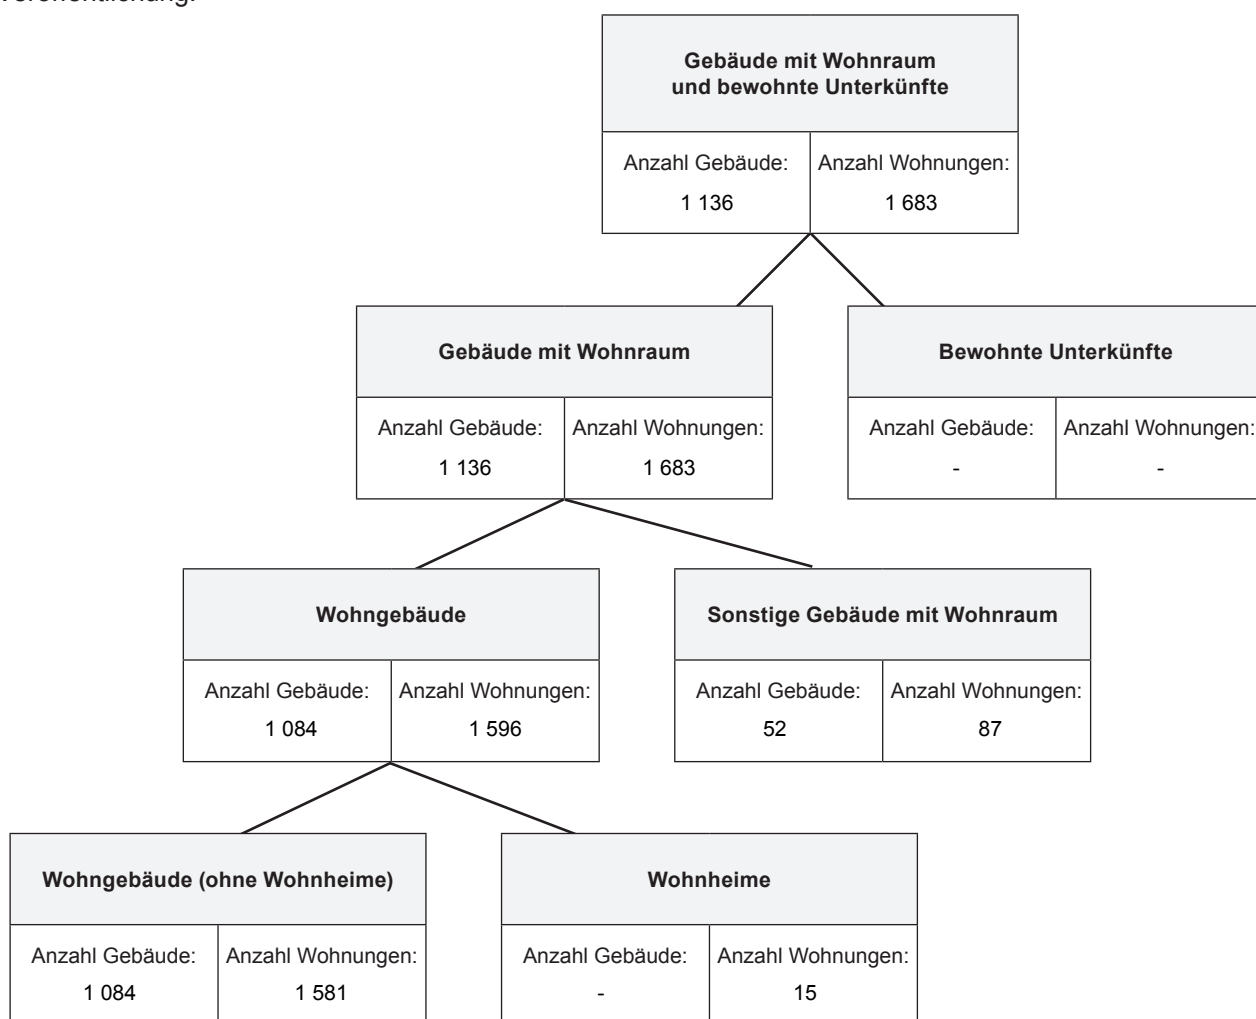 Veröffentlichung.
Gebäude mit Wohnraum
und bewohnte Unterkünfte
Anzahl Gebäude: Anzahl Wohnungen:
1 136 1 683
Gebäude mit Wohnraum Bewohnte Unterkünfte
Anzahl Gebäude: Anzahl Wohnungen: Anzahl Gebäude: Anzahl Wohnungen:
1 136 1 683 - -
Wohngebäude Sonstige Gebäude mit Wohnraum
Anzahl Gebäude: Anzahl Wohnungen: Anzahl Gebäude: Anzahl Wohnungen:
1 084 1 596 52 87
Wohngebäude (ohne Wohnheime) Wohnheime
Anzahl Gebäude: Anzahl Wohnungen: Anzahl Gebäude: Anzahl Wohnungen:
1 084 1 581 - 15